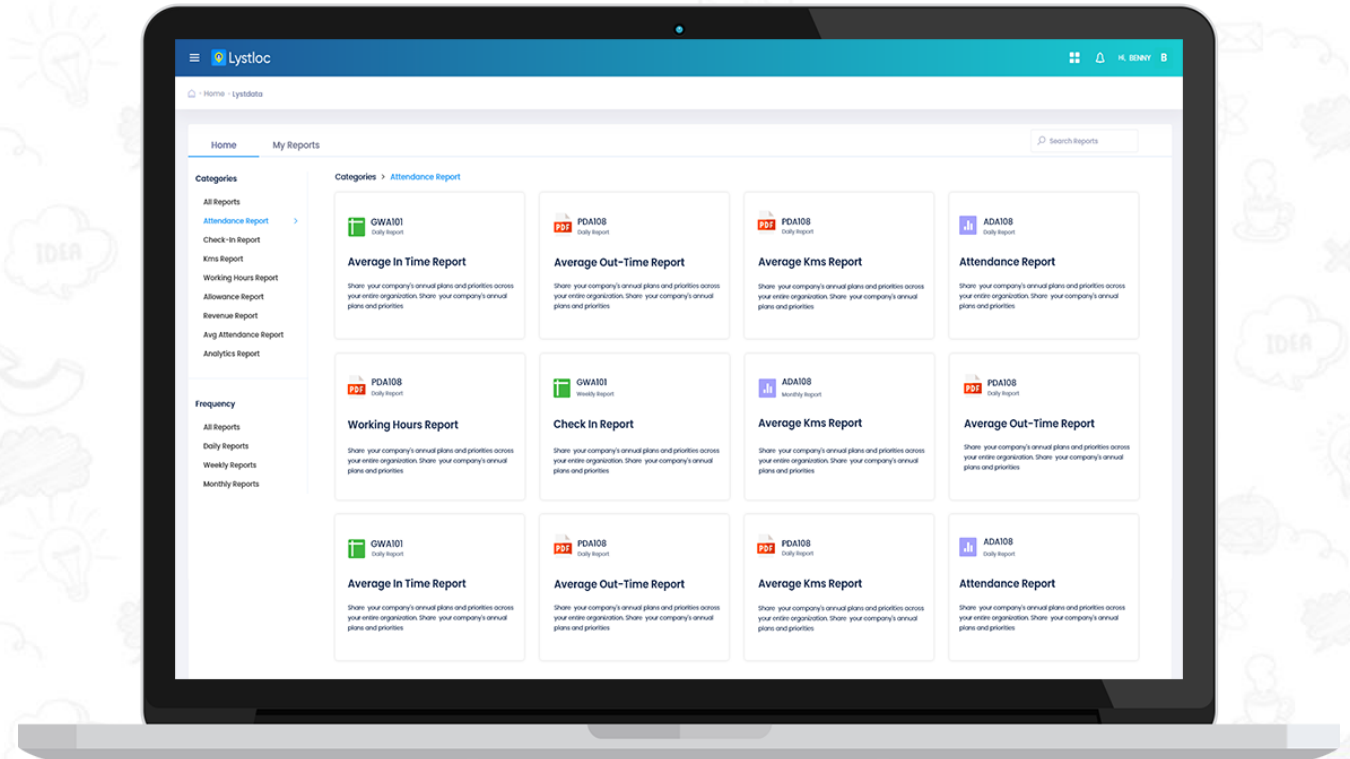 Lystloc
HI, BENNY B
Home Lystdata
Home
My Reports
Search Reports
Categories
All Reports
Attendance Report
Check-In Report
Kms Report
Working Hours Report
Allowance Report
Revenue Report
Avg Attendance Report
Analytics Report
Frequency
All Reports
Daily Reports
Weekly Reports
Monthly Reports
Categories > Attendance Report
GWA101
Daily Report
Average In Time Report
Share your company's annual plans and priorities across
your entire organization. Share your company's annual
plans and priorities
PDA108
Daily Report
Average Out-Time Report
Share your company's annual plans and priorities across
your entire organization. Share your company's annual
plans and priorities
PDA108
Daily Report
Average Kms Report
Share your company's annual plans and priorities across
your entire organization. Share your company's annual
plans and priorities
ADA108
Daily Report
Attendance Report
Share your company's annual plans and priorities across
your entire organization. Share your company's annual
plans and priorities
PDA108
Daily Report
Working Hours Report
Share your company's annual plans and priorities across
your entire organization. Share your company's annual
plans and priorities
GWA101
Weekly Report
Check In Report
Share your company's annual plans and priorities across
your entire organization. Share your company's annual
plans and priorities
ADA108
Monthly Report
Average Kms Report
Share your company's annual plans and priorities across
your entire organization. Share your company's annual
plans and priorities
PDA108
Daily Report
Average Out-Time Report
Share your company's annual plans and priorities across
your entire organization. Share your company's annual
plans and priorities
GWA101
Daily Report
Average In Time Report
Share your company's annual plans and priorities across
your entire organization. Share your company's annual
plans and priorities
PDA108
Daily Report
Average Out-Time Report
Share your company's annual plans and priorities across
your entire organization. Share your company's annual
plans and priorities
PDA108
Daily Report
Average Kms Report
Share your company's annual plans and priorities across
your entire organization. Share your company's annual
plans and priorities
ADA108
Daily Report
Attendance Report
Share your company's annual plans and priorities across
your entire organization. Share your company's annual
plans and priorities
PDF
PDF
PDF
PDF
PDF
PDF
IDEA
IDEA